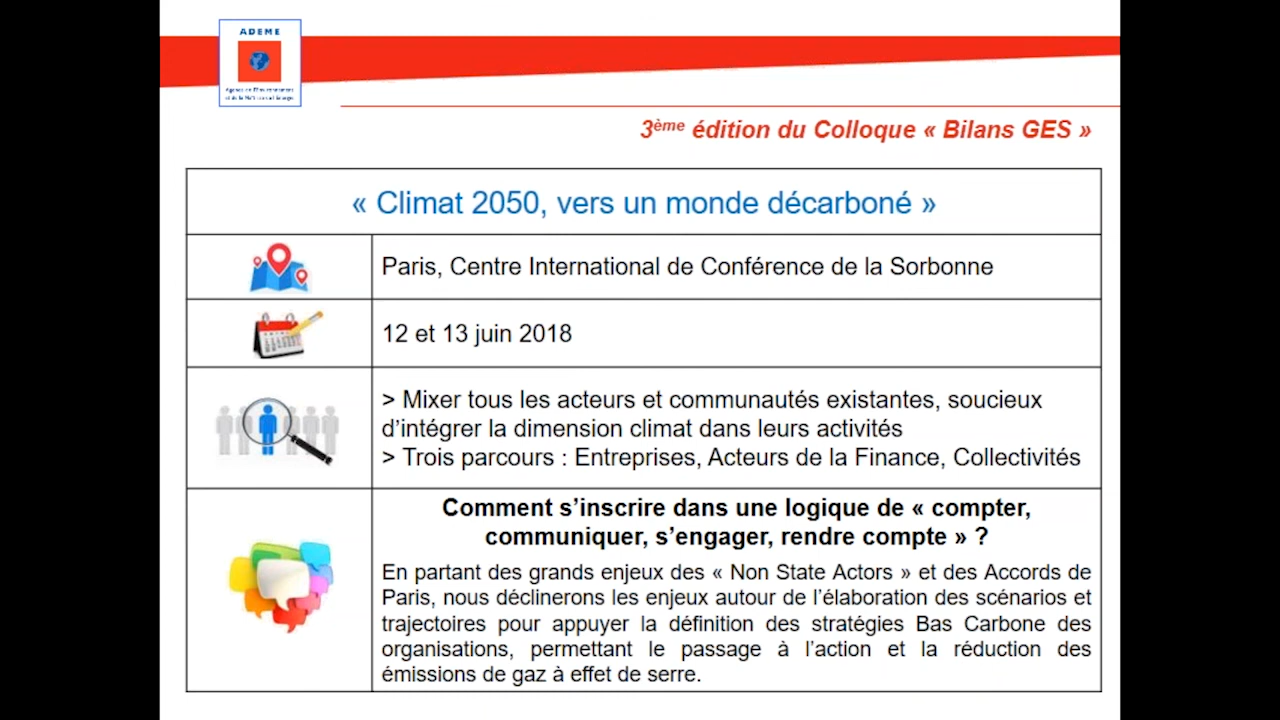 ADEME
3ème édition du Colloque « Bilans GES »
« Climat 2050, vers un monde décarboné »
Paris, Centre International de Conférence de la Sorbonne
12 et 13 juin 2018
> Mixer tous les acteurs et communautés existantes, soucieux
d’intégrer la dimension climat dans leurs activités
> Trois parcours : Entreprises, Acteurs de la Finance, Collectivités
Comment s’inscrire dans une logique de « compter,
communiquer, s’engager, rendre compte » ?
En partant des grands enjeux des « Non State Actors » et des Accords de
Paris, nous déclinerons les enjeux autour de l’élaboration des scénarios et
trajectoires pour appuyer la définition des stratégies Bas Carbone des
organisations, permettant le passage à l’action et la réduction des
émissions de gaz à effet de serre.